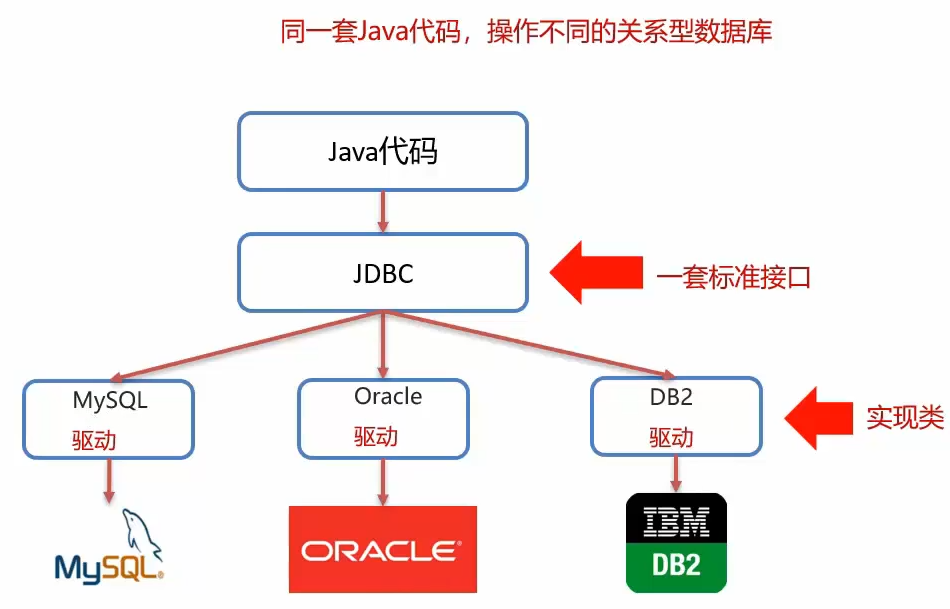 同一套Java代码，操作不同的关系型数据库
Java代码
JDBC
一套标准接口
MySQL
驱动
Oracle
驱动
DB2
驱动
实现类
MySQL®
ORACLE®
IBM
DB2